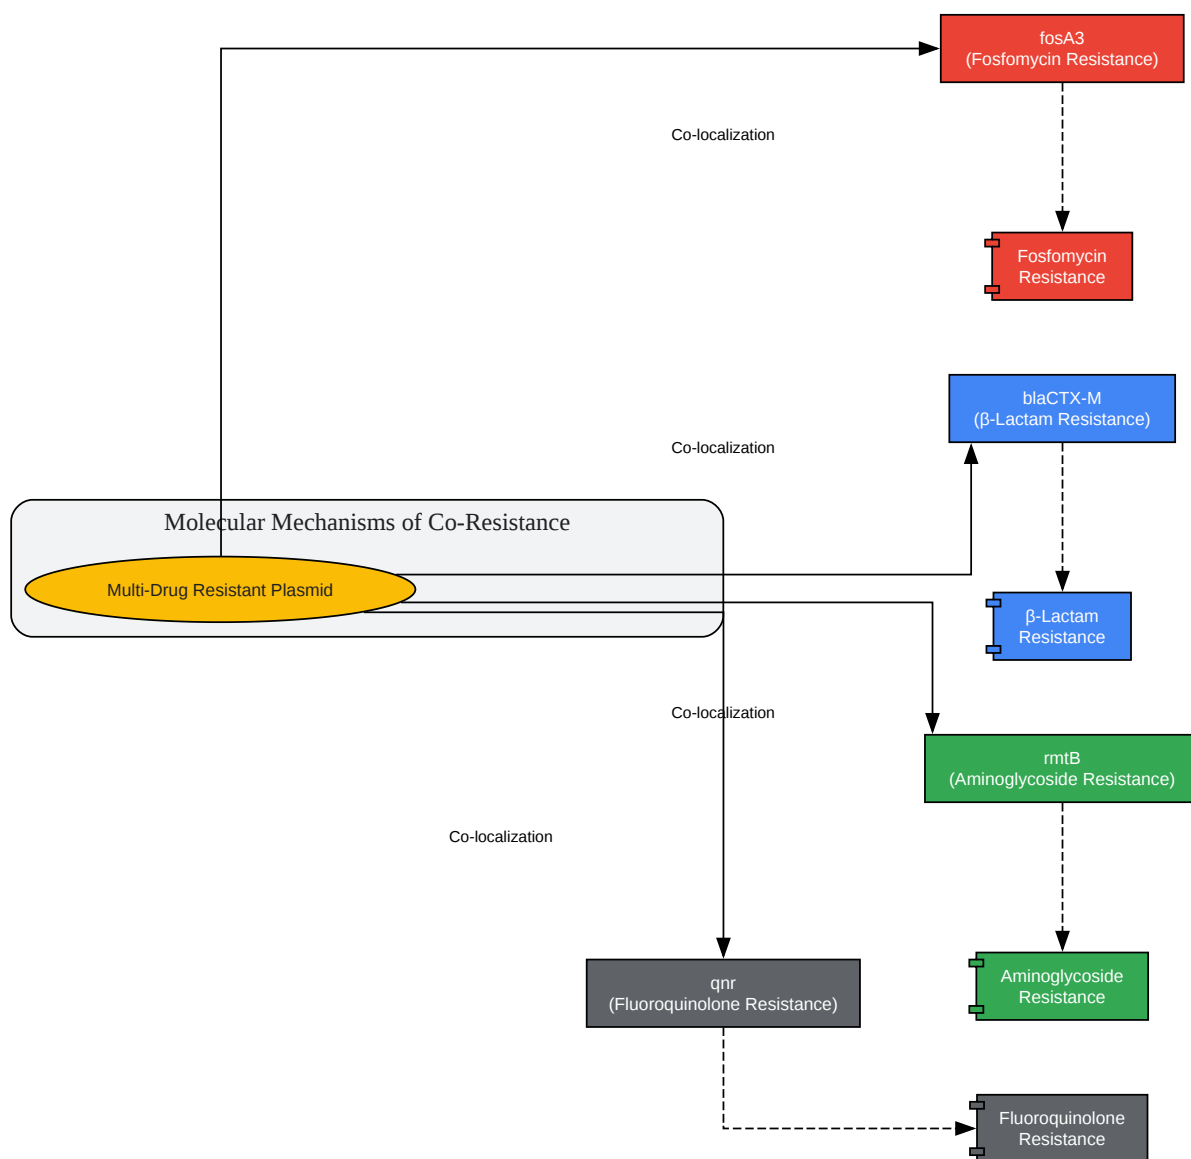 fosA3
(Fosfomycin Resistance)
Co-localization
Fosfomycin
Resistance
blaCTX-M
(β-Lactam Resistance)
Co-localization
Molecular Mechanisms of Co-Resistance
Multi-Drug Resistant Plasmid
β-Lactam
Resistance
Co-localization
rmtB
(Aminoglycoside Resistance)
Co-localization
qnr
(Fluoroquinolone Resistance)
Aminoglycoside
Resistance
Fluoroquinolone
Resistance